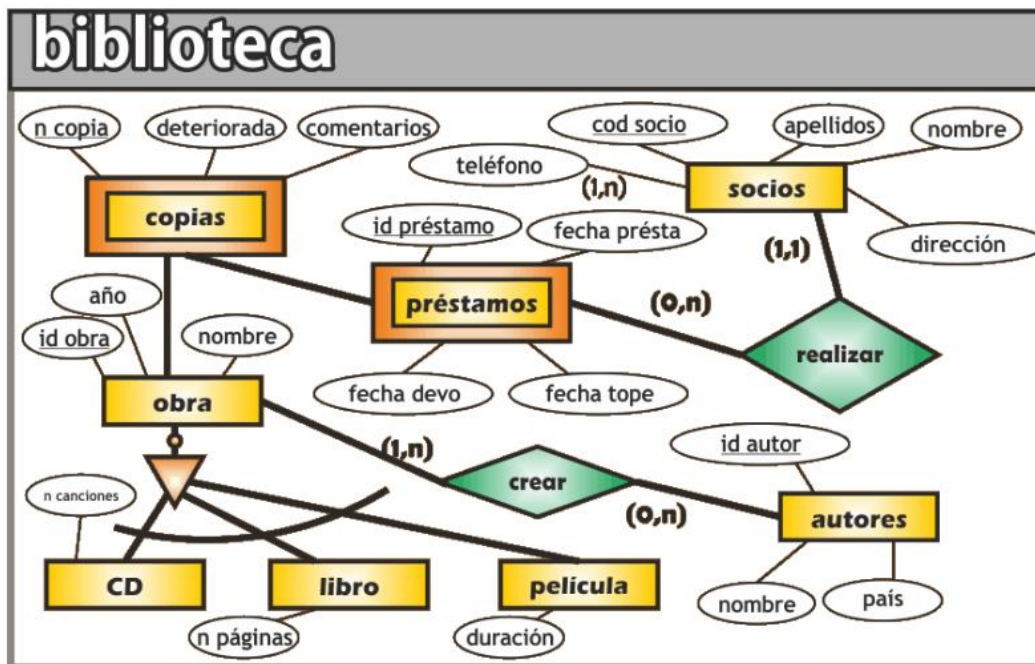 biblioteca
n copia
deteriorada
comentarios
cod socio
apellidos
nombre
teléfono
(1,n)
socios
copias
id préstamo
fecha présta
(1,1)
dirección
préstamos
(0,n)
realizar
año
id obra
nombre
fecha devo
fecha tope
obra
(1,n)
id autor
crear
(0,n)
autores
n canciones
CD
libro
película
nombre
país
n páginas
duración